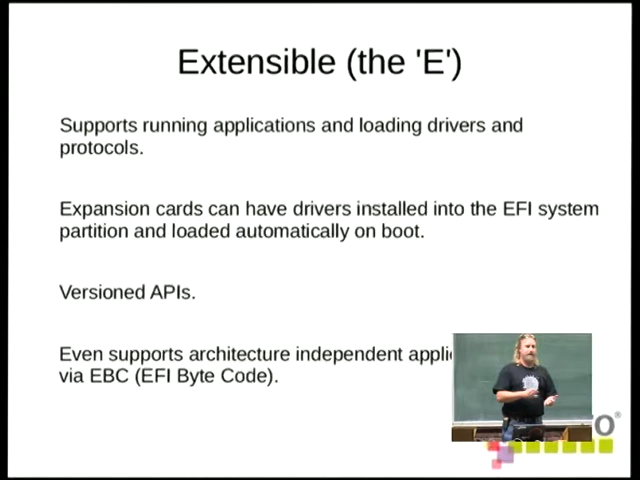 Extensible (the 'E')
Supports running applications and loading drivers and
protocols.
Expansion cards can have drivers installed into the EFI system
partition and loaded automatically on boot.
Versioned APIs.
Even supports architecture independent
via EBC (EFI Byte Code).